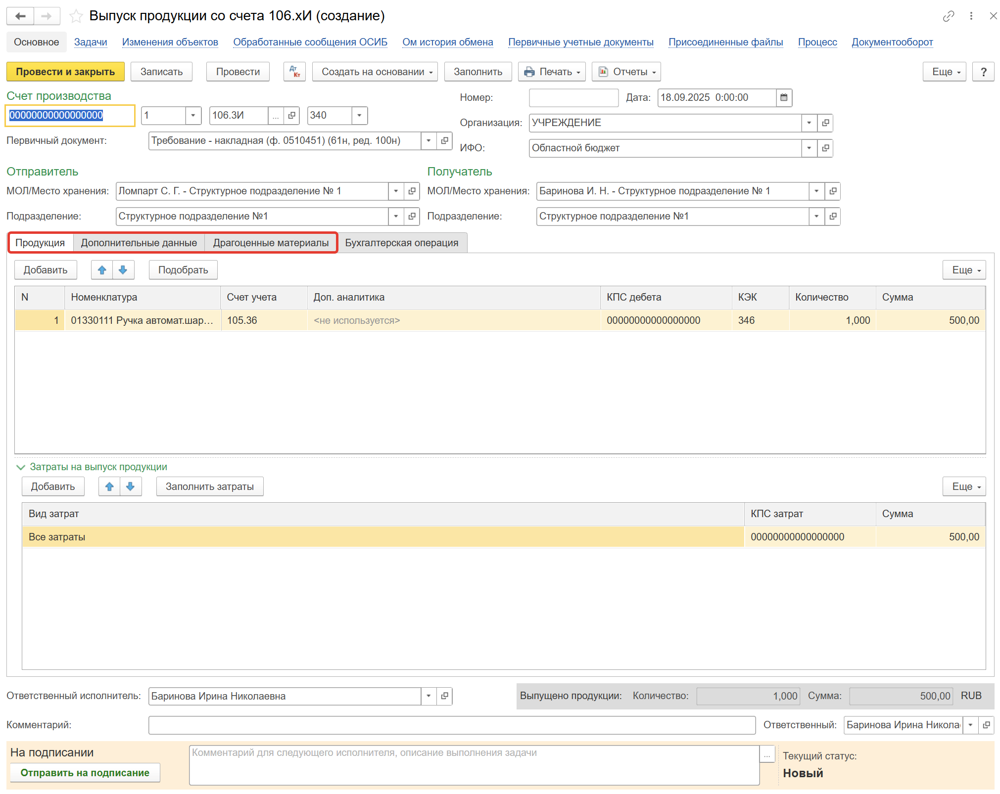 Выпуск продукции со счета 106.хИ (создание)
Основное Задачи Изменения объектов Обработанные сообщения ОСИБ Ом история обмена Первичные учетные документы Присоединенные файлы Процесс Документооборот
Провести и закрыть Записать Провести Дт Кт Создать на основании Заполнить Печать Отчеты Еще ?
Счет производства
00000000000000000 1 106.3И ... 340
Номер: Дата: 18.09.2025 0:00:00
Организация: УЧРЕЖДЕНИЕ
Первичный документ: Требование - накладная (ф. 0510451) (61н, ред. 100н)
ИФО: Областной бюджет
Отправитель
МОЛ/Место хранения: Ломпарт С. Г. - Структурное подразделение № 1
Подразделение: Структурное подразделение №1
Получатель
МОЛ/Место хранения: Баринова И. Н. - Структурное подразделение № 1
Подразделение: Структурное подразделение №1
Продукция Дополнительные данные Драгоценные материалы Бухгалтерская операция
Добавить Подобрать Еще
N Номенклатура Счет учета Доп. аналитика КПС дебета КЭК Количество Сумма
1 01330111 Ручка автомат.шар… 105.36 <не используется> 00000000000000000 346 1,000 500,00
Затраты на выпуск продукции
Добавить Заполнить затраты Еще
Вид затрат КПС затрат Сумма
Все затраты 00000000000000000 500,00
Ответственный исполнитель: Баринова Ирина Николаевна
Выпущено продукции: Количество: 1,000 Сумма: 500,00 RUB
Комментарий: Ответственный: Баринова Ирина Никола
На подписании
Отправить на подписание
Комментарий для следующего исполнителя, описание выполнения задачи ...
Текущий статус:
Новый